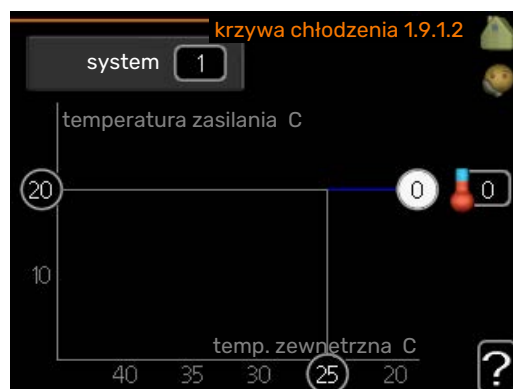 krzywa chłodzenia 1.9.1.2
system 1
temperatura zasilania C
20
0
0
10
temp. zewnętrzna C
40 35 30 25 20
?